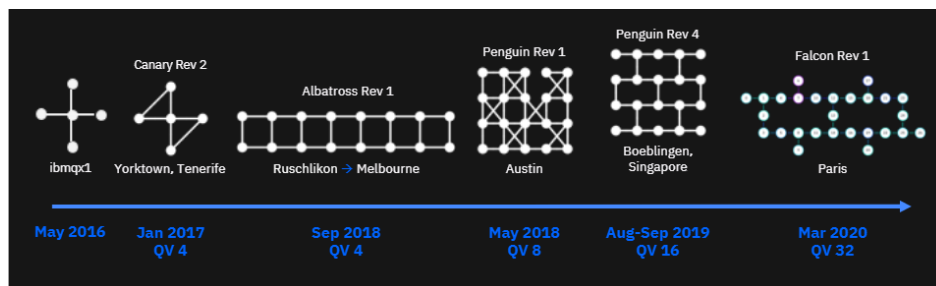 Canary Rev 2
Albatross Rev 1
Penguin Rev 1
Penguin Rev 4
Falcon Rev 1
ibmqx1
Yorktown, Tenerife
Ruschlikon → Melbourne
Austin
Boeblingen,
Singapore
Paris
May 2016
Jan 2017
QV 4
Sep 2018
QV 4
May 2018
QV 8
Aug-Sep 2019
QV 16
Mar 2020
QV 32